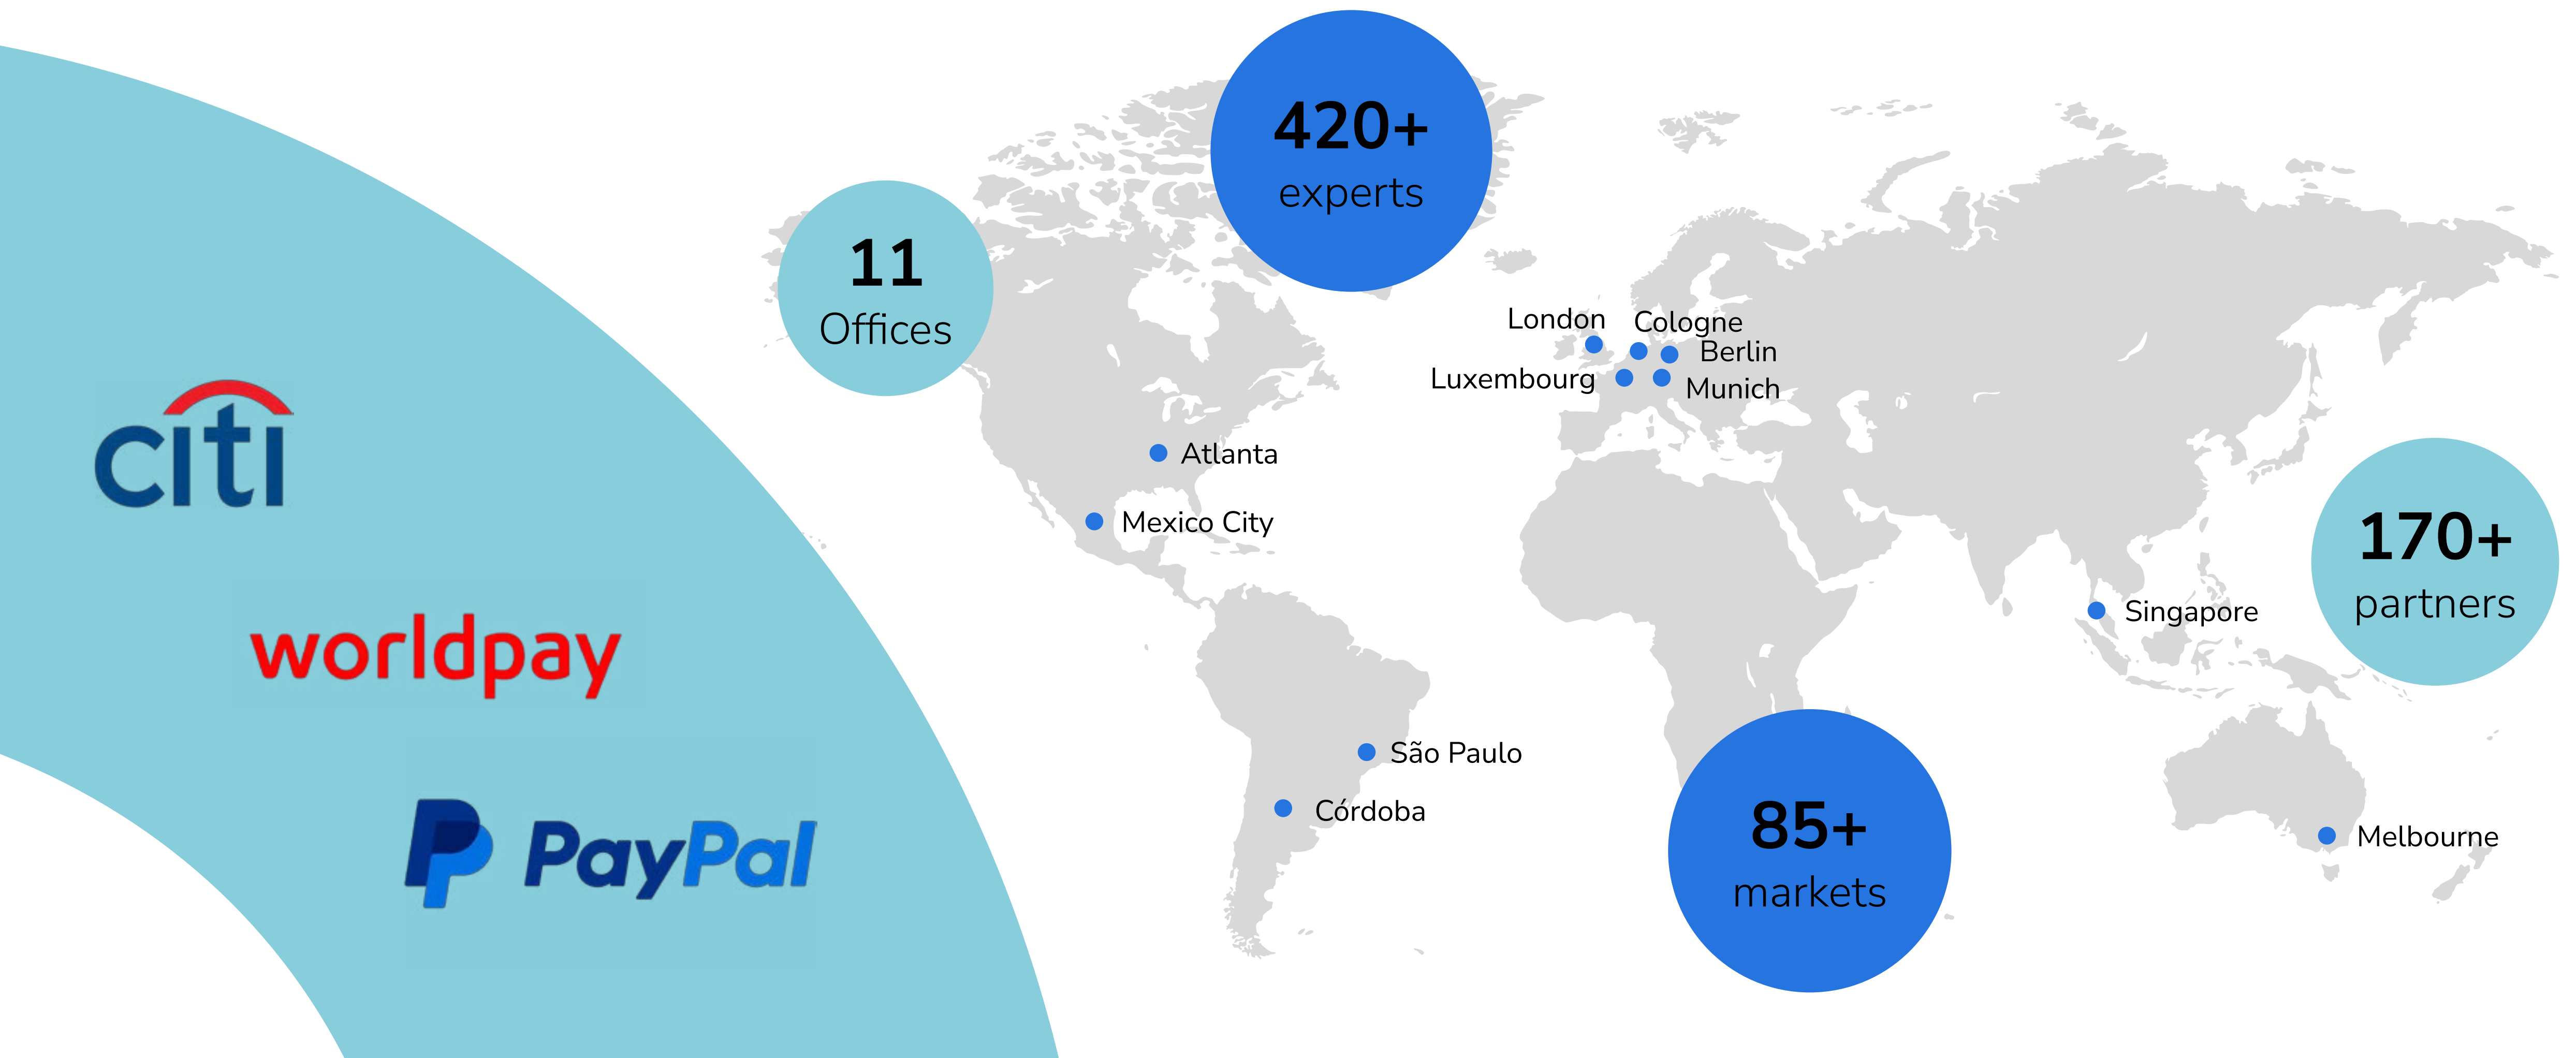 citi
worldpay
PayPal
11
Offices
420+
experts
London
Cologne
Berlin
Luxembourg
Munich
Atlanta
Mexico City
São Paulo
Córdoba
85+
markets
170+
partners
Singapore
Melbourne